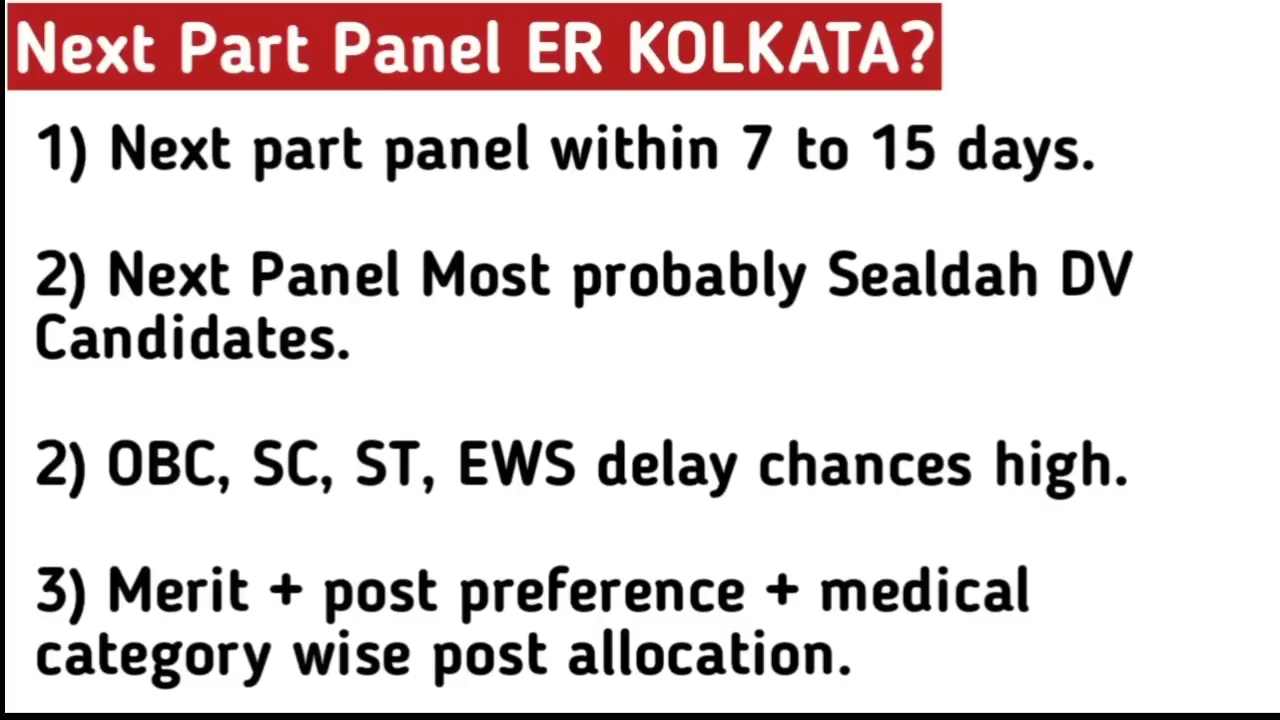 Next Part Panel ER KOLKATA?
1) Next part panel within 7 to 15 days.
2) Next Panel Most probably Sealdah DV
Candidates.
2) OBC, SC, ST, EWS delay chances high.
3) Merit + post preference + medical
category wise post allocation.